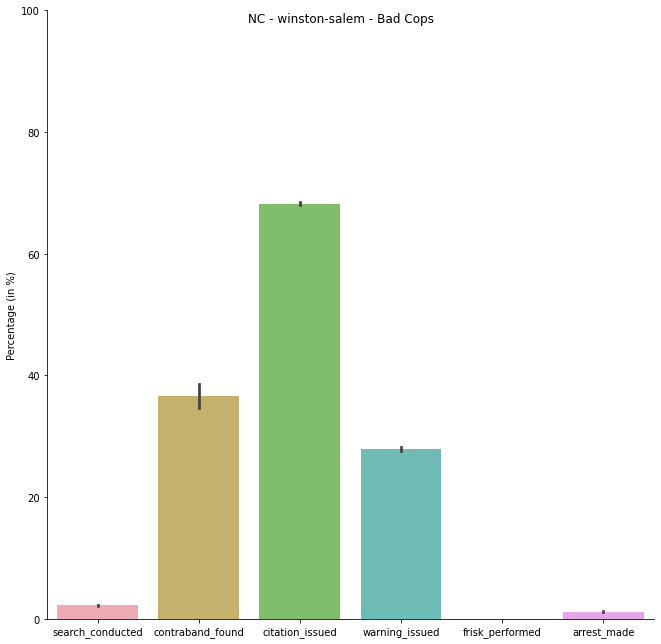 NC - winston-salem - Bad Cops
Percentage (in %)
100
80
60
40
20
0
search_conducted contraband_found citation_issued warning_issued frisk_performed arrest_made